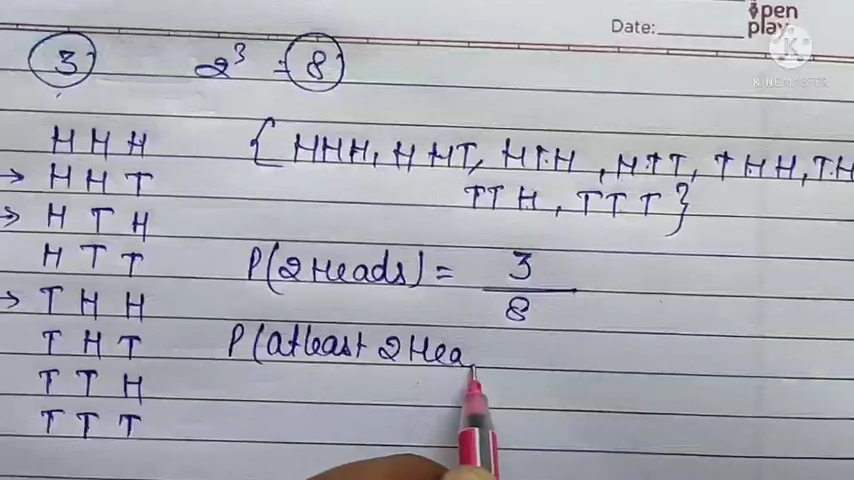 Date:
open
play
K
KINEMASTER
3 2³ = 8
H H H
→ H H T
→ H T H
H T T
→ T H H
T H T
T T H
T T T
{ HHH, HHT, HTH, HTT, THH, TH
TTH, TTT }
P(2 Heads) = 3/8
P(atleast 2 Hea